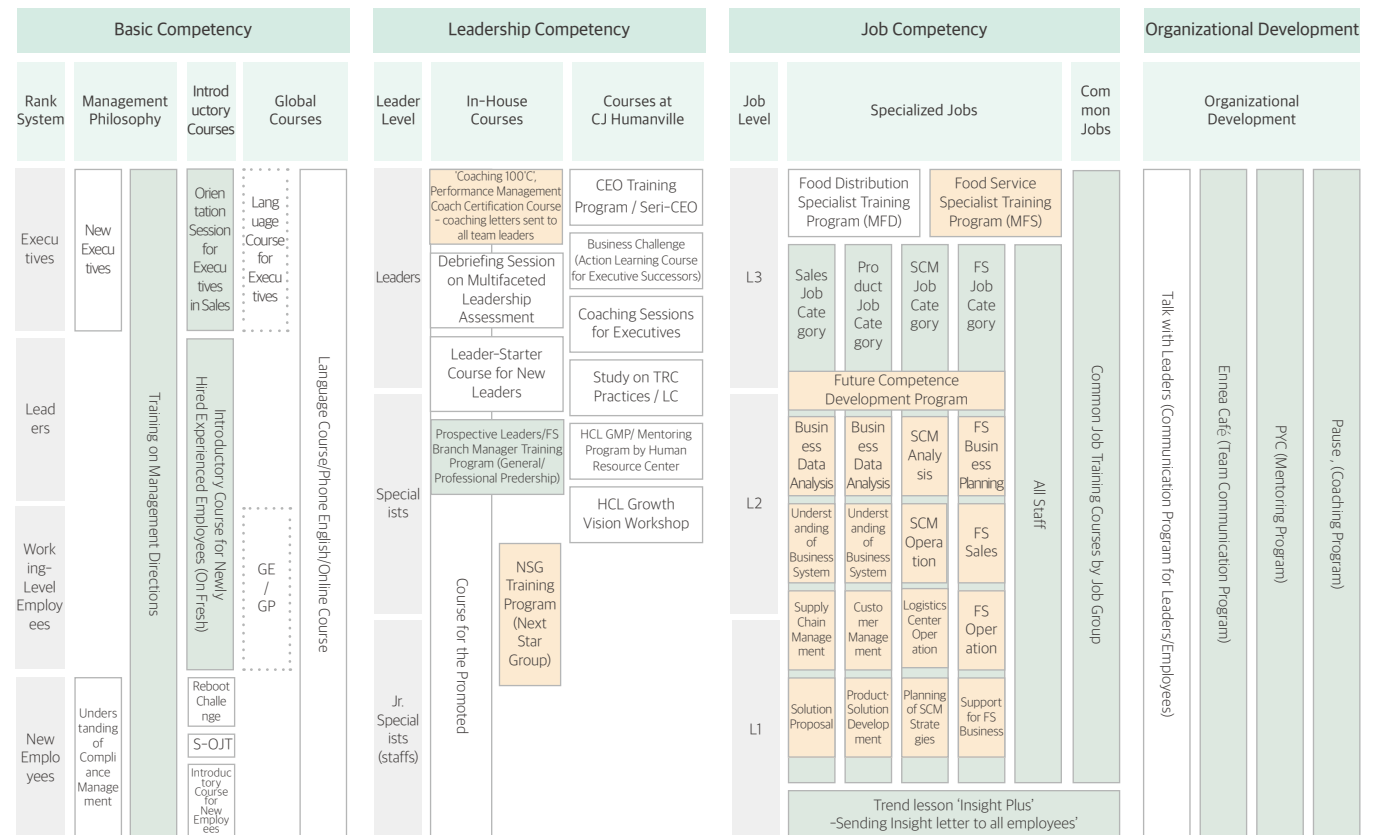 Basic Competency
Leadership Competency
Job Competency
Organizational Development
Rank
System
Management
Philosophy
Introd
uctory
Courses
Global
Courses
Leader
Level
In-House
Courses
Courses at
CJ Humanville
Job
Level
Specialized Jobs
Com
mon
Jobs
Organizational
Development
Execu
tives
Lead
ers
Work
ing-
Level
Employ
ees
New
Emplo
yees
New
Execu
tives
Unders
tanding
of
Compli
ance
Manage
ment
Training on Management Directions
Orien
tation
Session
for
Execu
tives
in Sales
Introductory Course for Newly
Hired Experienced Employees (On Fresh)
Reboot
Challe
nge
S-OJT
Introduc
tory
Course
for
New
Employ
ees
Lang
uage
Course
for
Execu
tives
GE
/
GP
Language Course/Phone English/Online Course
Leaders
Special
ists
Jr.
Special
ists
(staffs)
'Coaching 100℃',
Performance Management
Coach Certification Course
- coaching letters sent to
all team leaders
Debriefing Session
on Multifaceted
Leadership
Assessment
Leader-Starter
Course for New
Leaders
Prospective Leaders/FS
Branch Manager Training
Program (General/
Professional Predership)
Course for the Promoted
NSG
Training
Program
(Next
Star
Group)
CEO Training
Program / Seri-CEO
Business Challenge
(Action Learning Course
for Executive Successors)
Coaching Sessions
for Executives
Study on TRC
Practices / LC
HCL GMP/ Mentoring
Program by Human
Resource Center
HCL Growth
Vision Workshop
L3
L2
L1
Food Distribution
Specialist Training
Program (MFD)
Food Service
Specialist Training
Program (MFS)
Sales
Job
Cate
gory
Pro
duct
Job
Cate
gory
SCM
Job
Cate
gory
FS
Job
Cate
gory
Future Competence
Development Program
Busin
ess
Data
Analysis
Busin
ess
Data
Analysis
SCM
Analy
sis
FS
Busin
ess
Planning
Underst
anding
of
Business
System
Underst
anding
of
Business
System
SCM
Opera
tion
FS
Sales
Supply
Chain
Manage
ment
Custo
mer
Manage
ment
Logistics
Center
Oper
ation
FS
Oper
ation
Solution
Proposal
Product·
Solution
Develop
ment
Planning
of SCM
Strate
gies
Support
for FS
Business
All Staff
Common Job Training Courses by Job Group
Trend lesson 'Insight Plus'
-Sending Insight letter to all employees'
Talk with Leaders (Communication Program for Leaders/Employees)
Ennea Café (Team Communication Program)
PYC (Mentoring Program)
Pause , (Coaching Program)